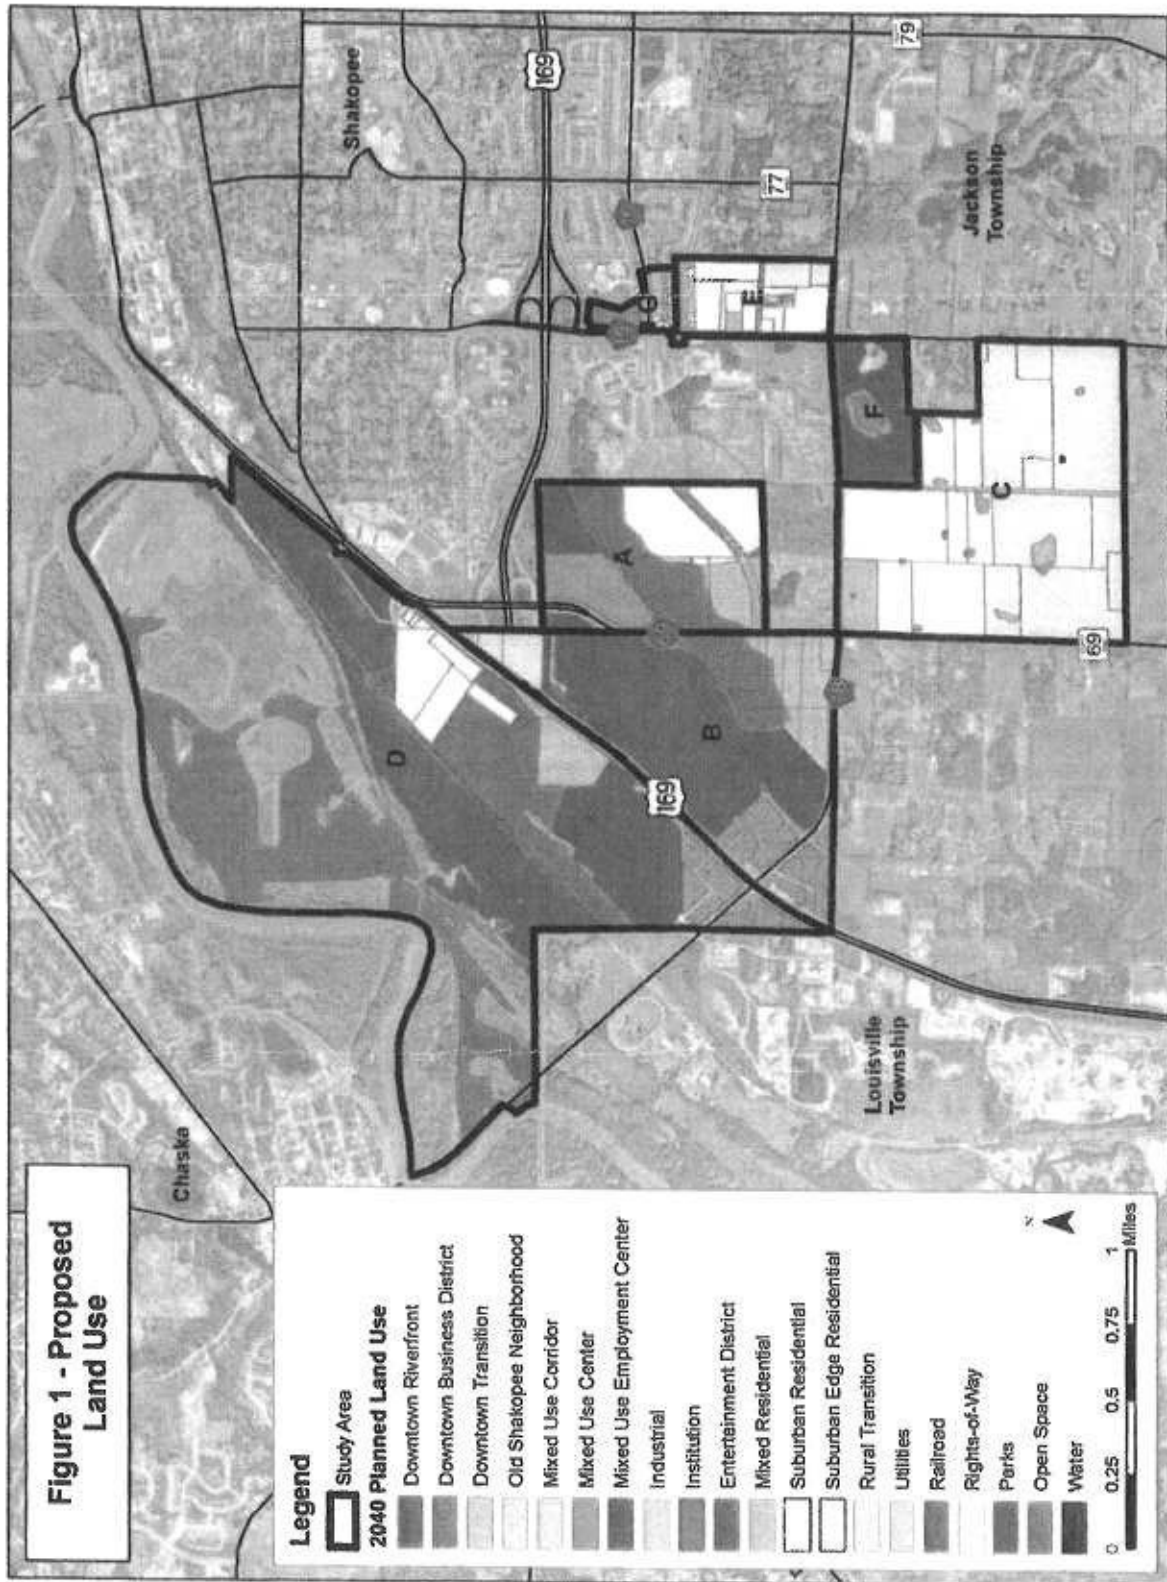 Figure 1 - Proposed
Land Use
Chaska
Shakopee
169
79
77
Jackson
Township
G
E
F
A
C
D
B
169
69
Louisville
Township
Legend
Study Area
2040 Planned Land Use
Downtown Riverfront
Downtown Business District
Downtown Transition
Old Shakopee Neighborhood
Mixed Use Corridor
Mixed Use Center
Mixed Use Employment Center
Industrial
Institution
Entertainment District
Mixed Residential
Suburban Residential
Suburban Edge Residential
Rural Transition
Utilities
Railroad
Rights-of-Way
Parks
Open Space
Water
N
0 0.25 0.5 0.75 1
Miles